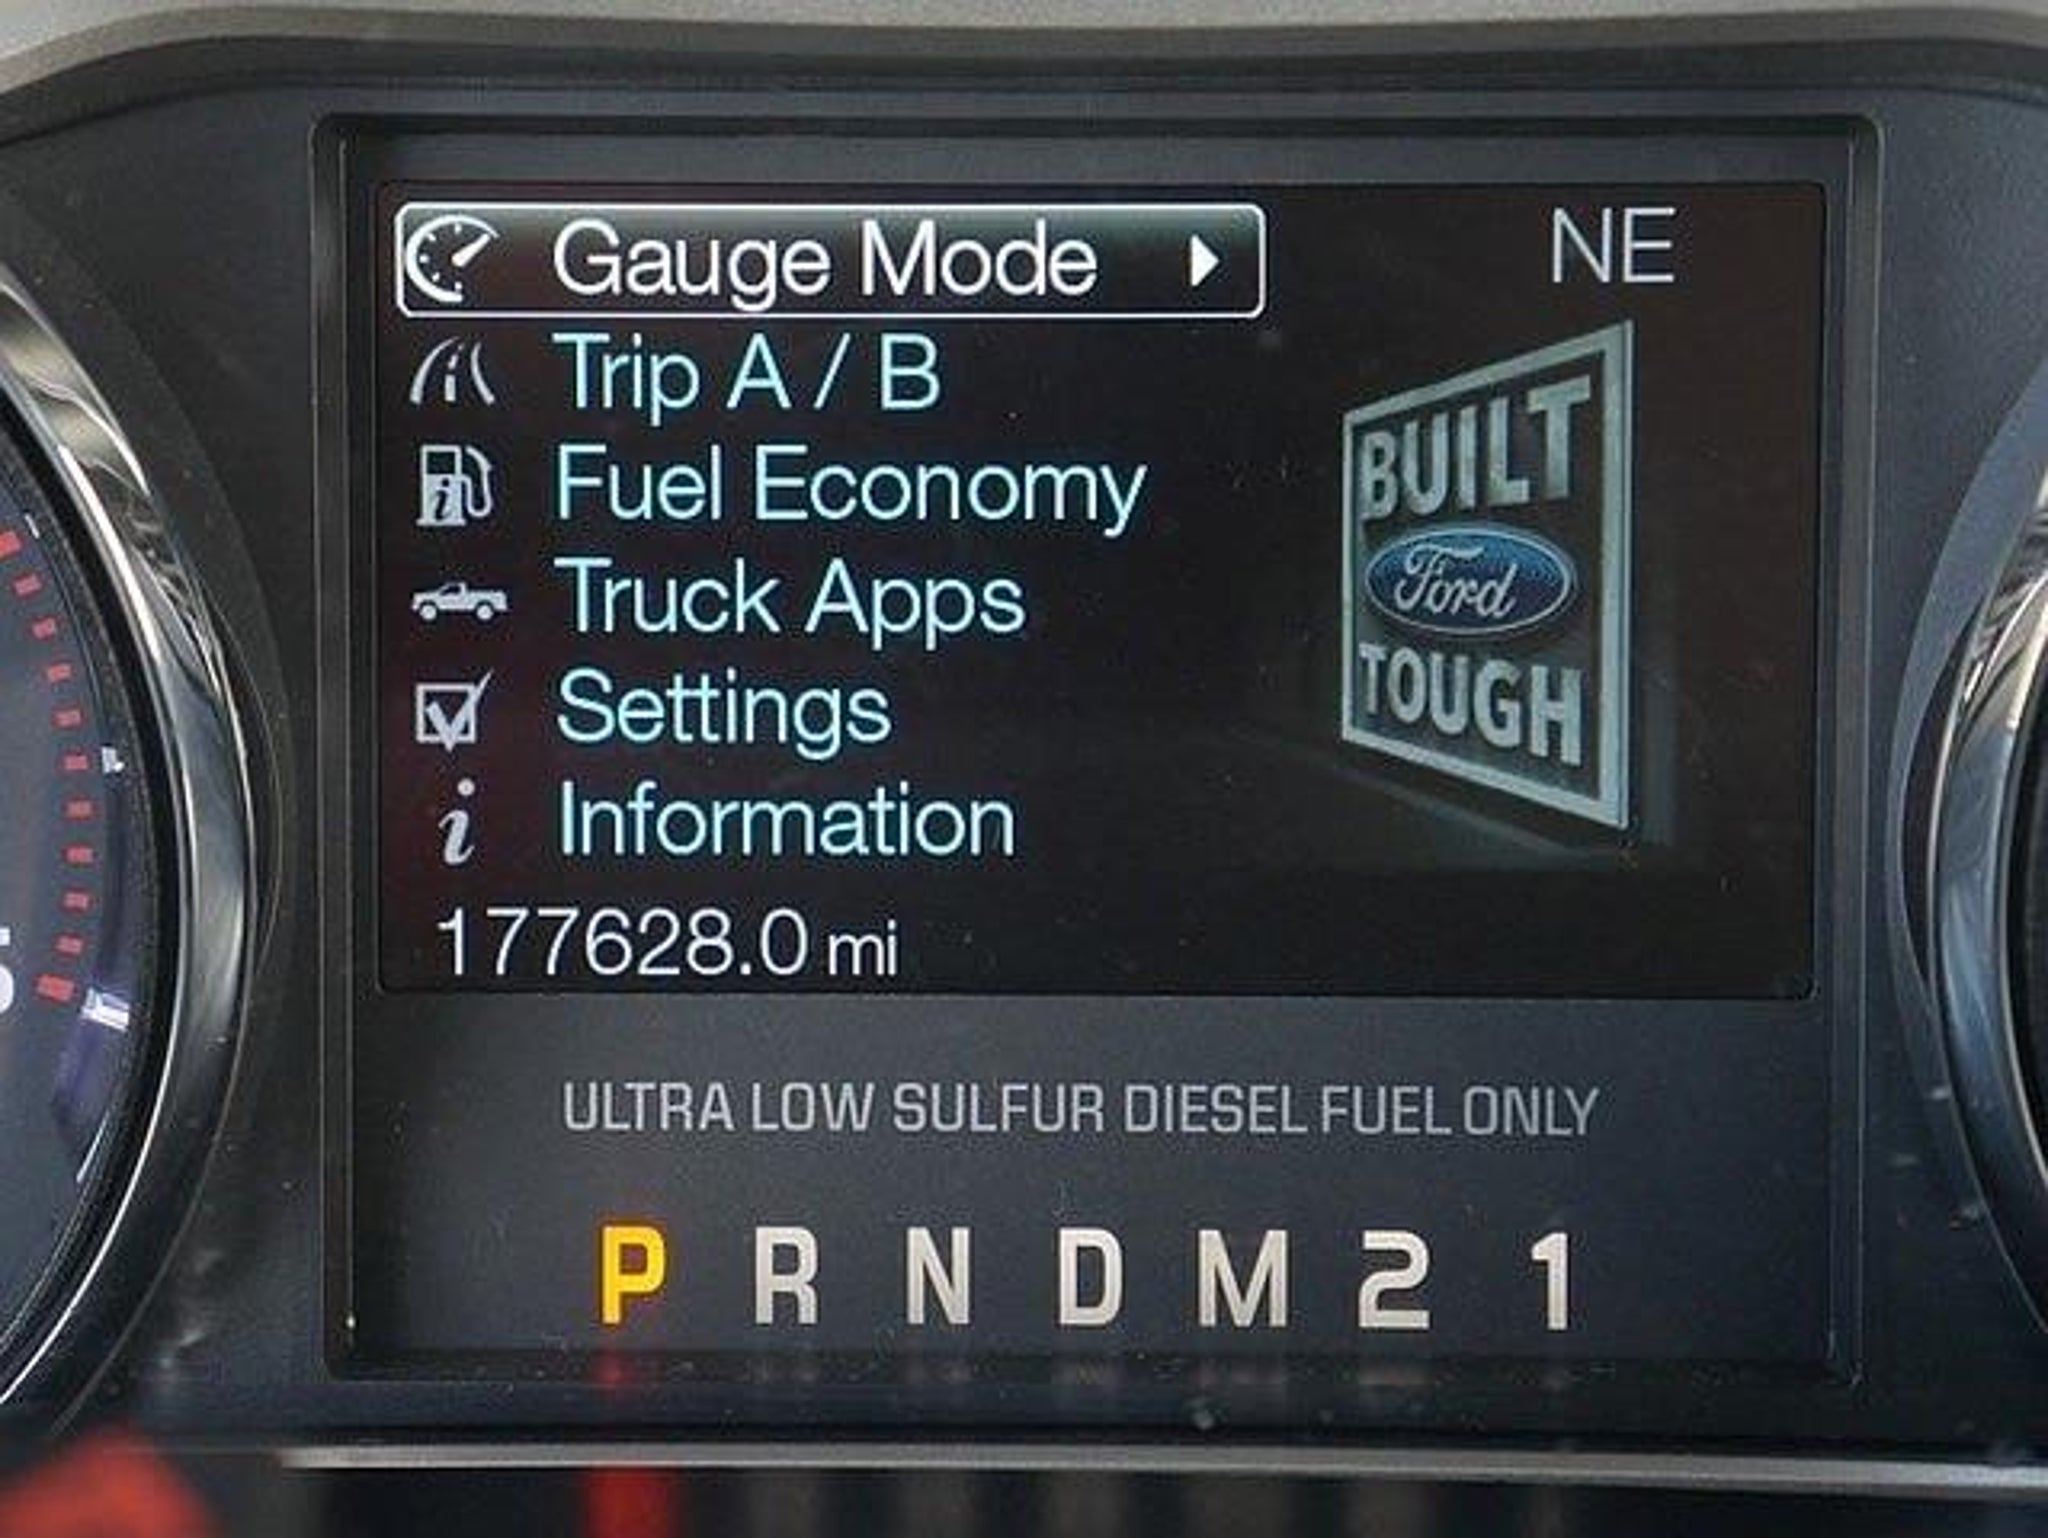 Gauge Mode
NE
Trip A / B
Fuel Economy
Truck Apps
Settings
Information
BUILT
Ford
TOUGH
177628.0 mi
5
ULTRA LOW SULFUR DIESEL FUEL ONLY
P R N D M 2 1